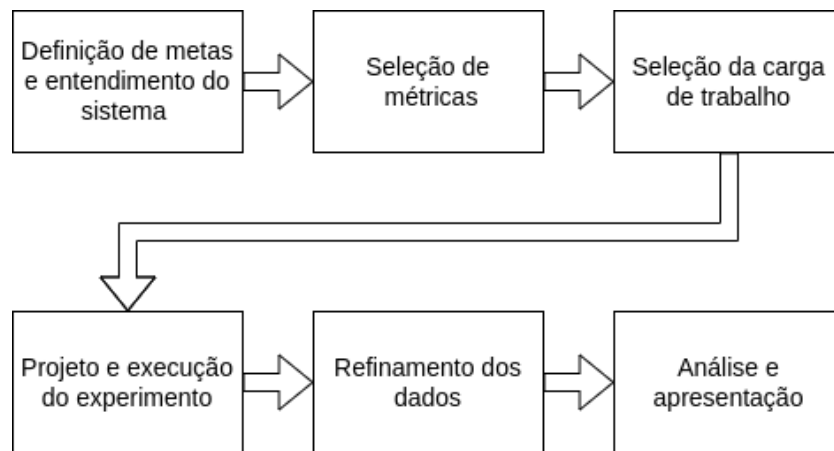 Definição de metas
e entendimento do
sistema
Seleção de
métricas
Seleção da carga
de trabalho
Projeto e execução
do experimento
Refinamento dos
dados
Análise e
apresentação